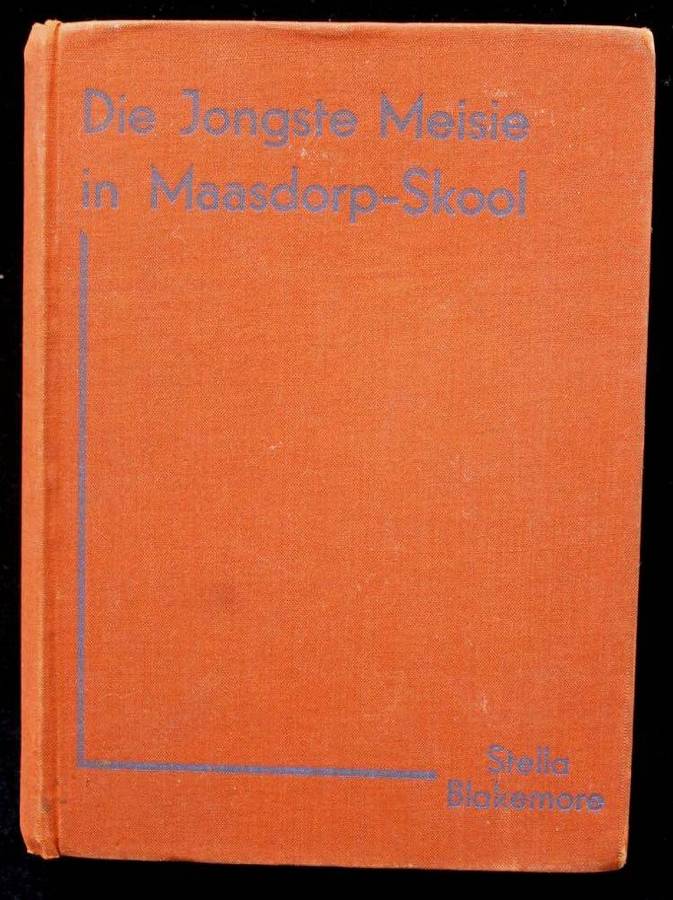 Die Jongste Meisie
in Maasdorp-Skool
Stella
Blakemore